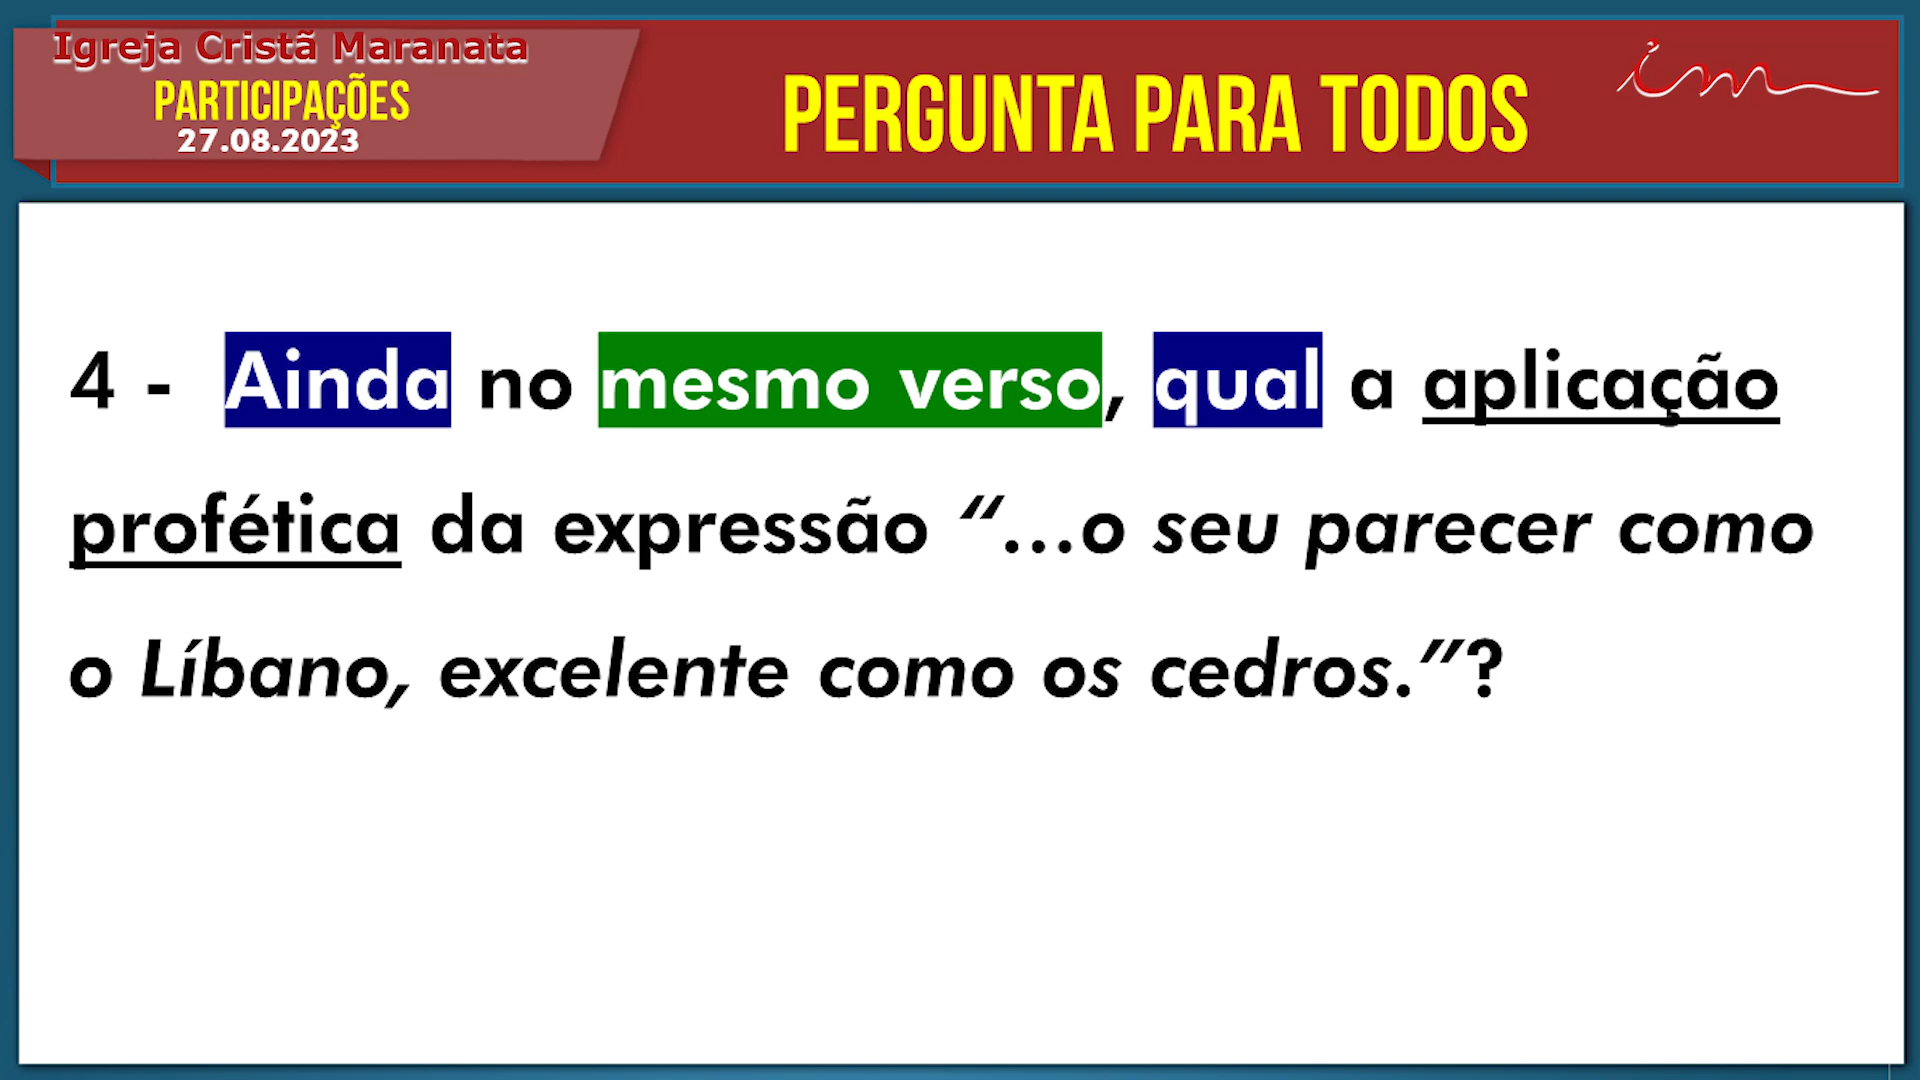 Igreja Cristã Maranata
PARTICIPAÇÕES
27.08.2023
PERGUNTA PARA TODOS
im
4 - Ainda no mesmo verso, qual a aplicação
profética da expressão “...o seu parecer como
o Líbano, excelente como os cedros.”?